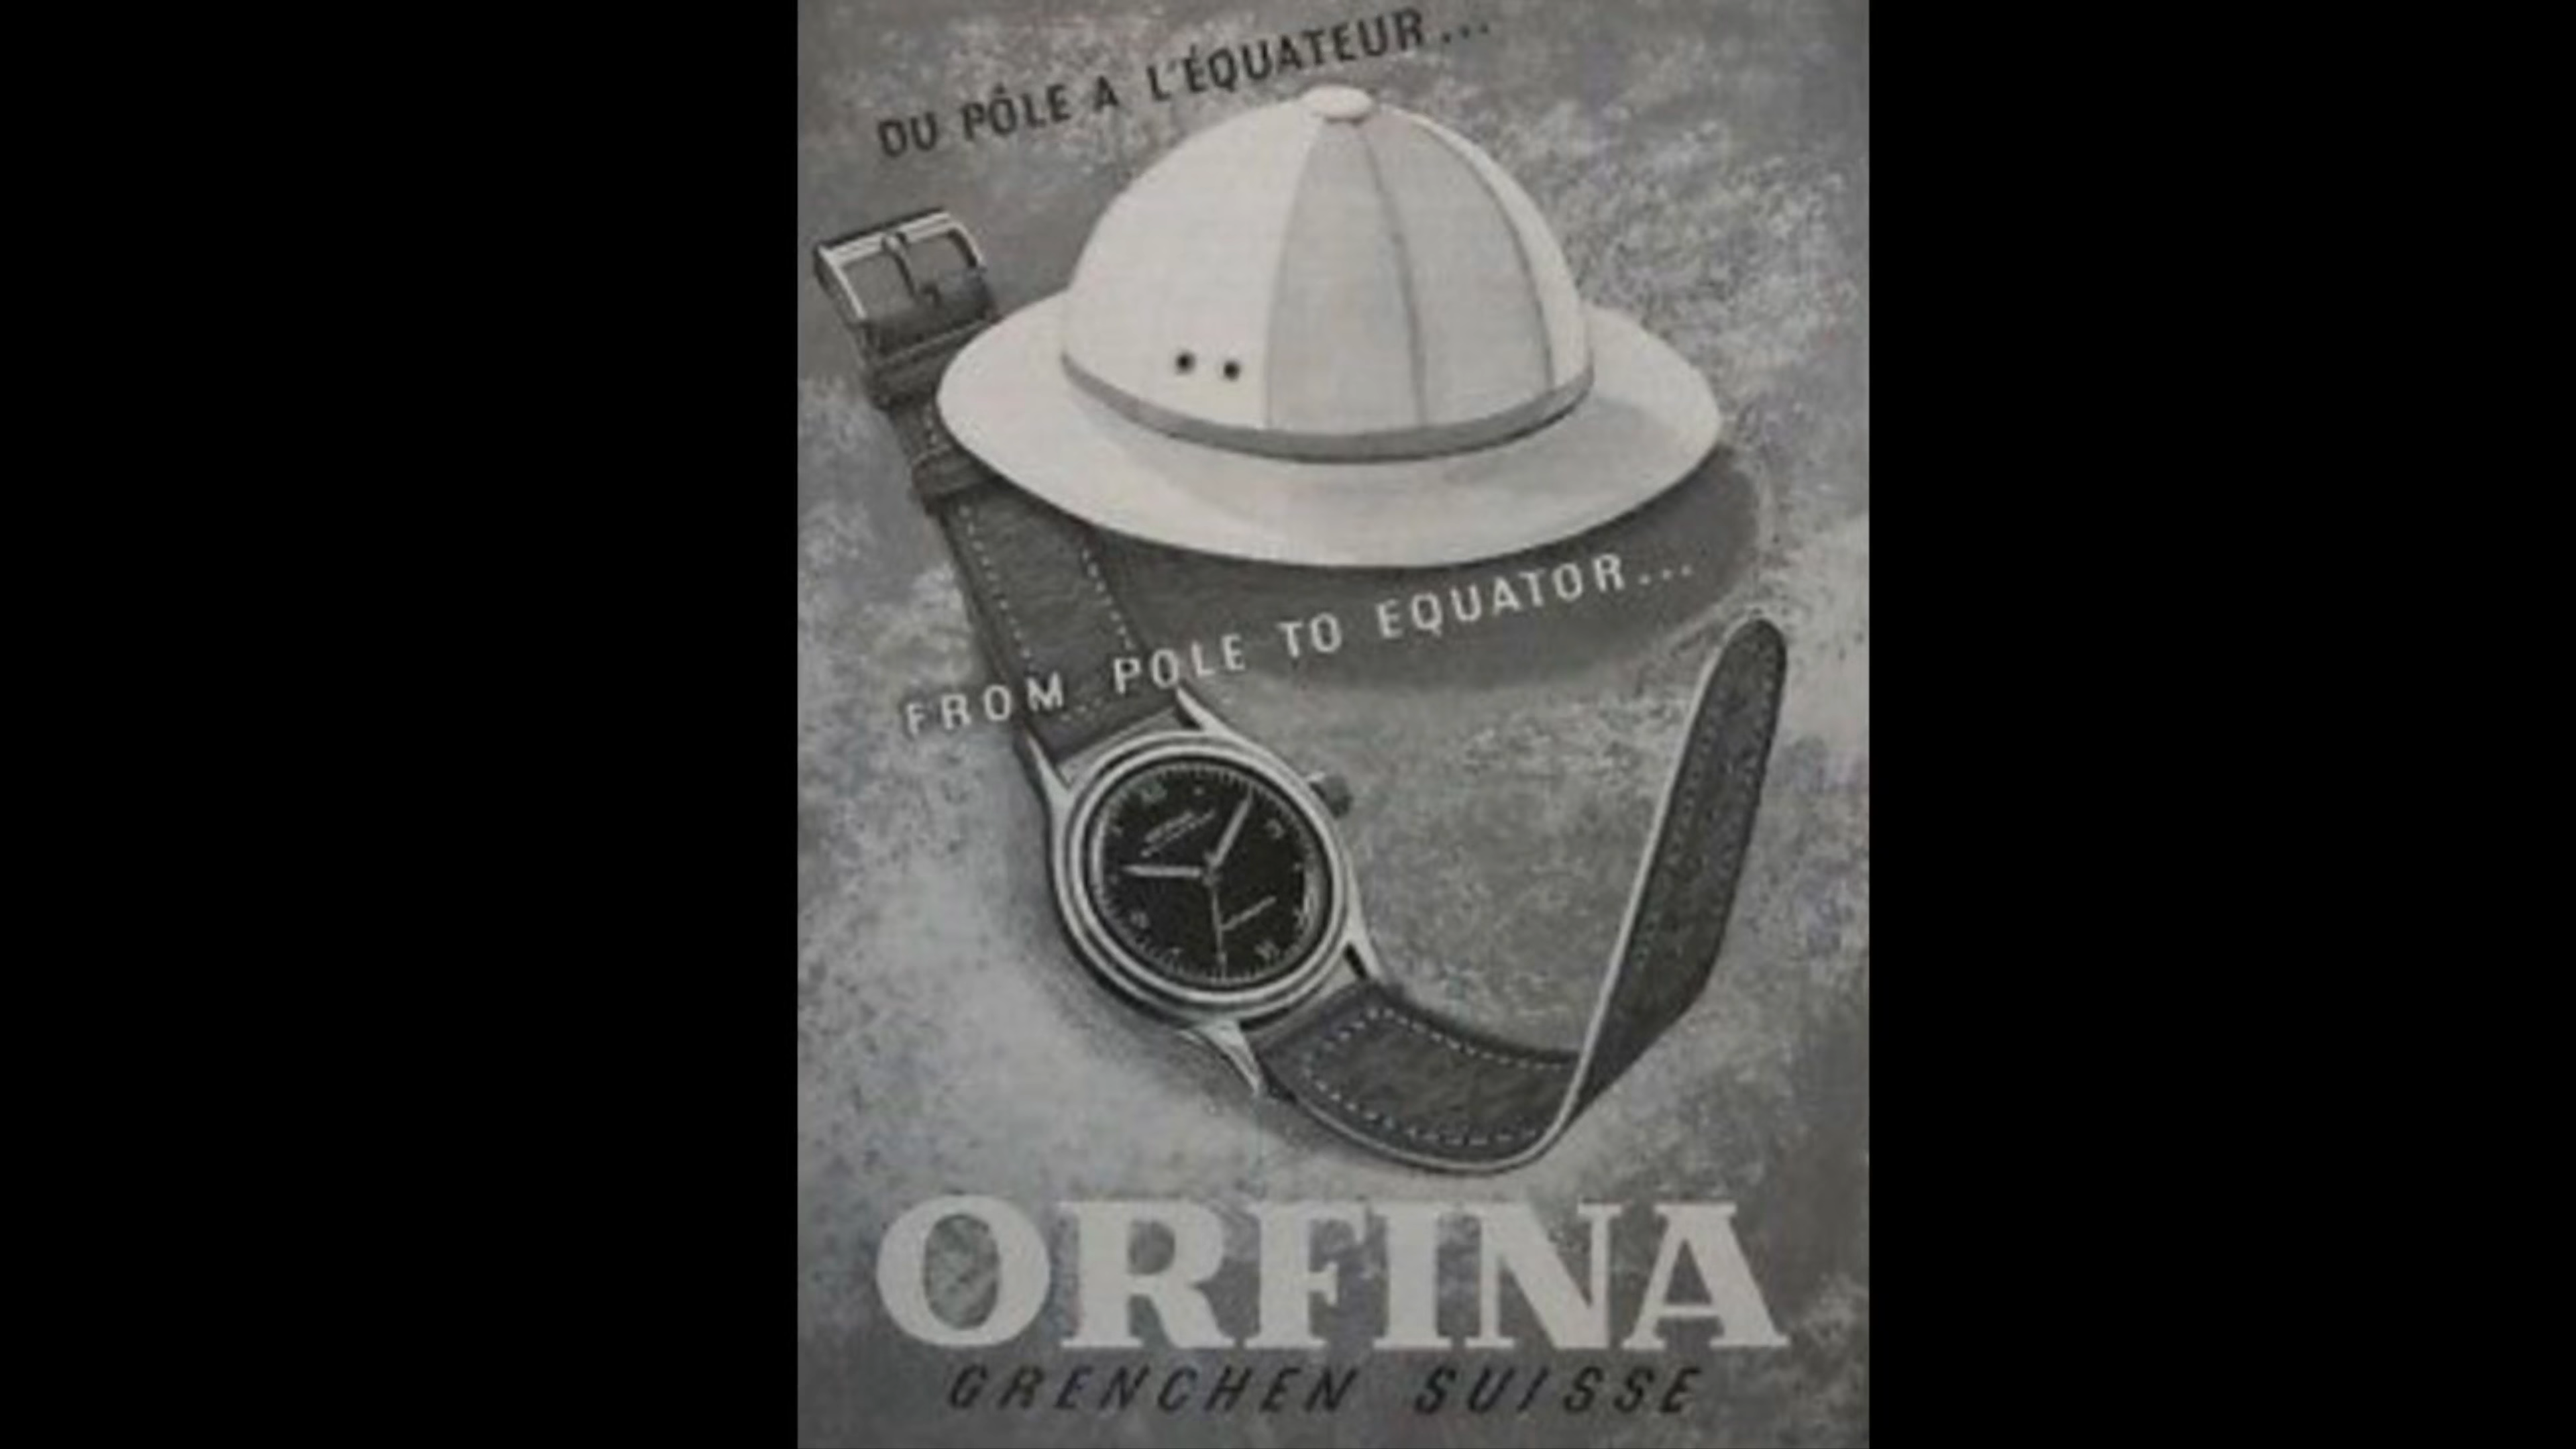 DU PÔLE A L'ÉQUATEUR...
FROM POLE TO EQUATOR...
ORFINA
GRENCHEN SUISSE